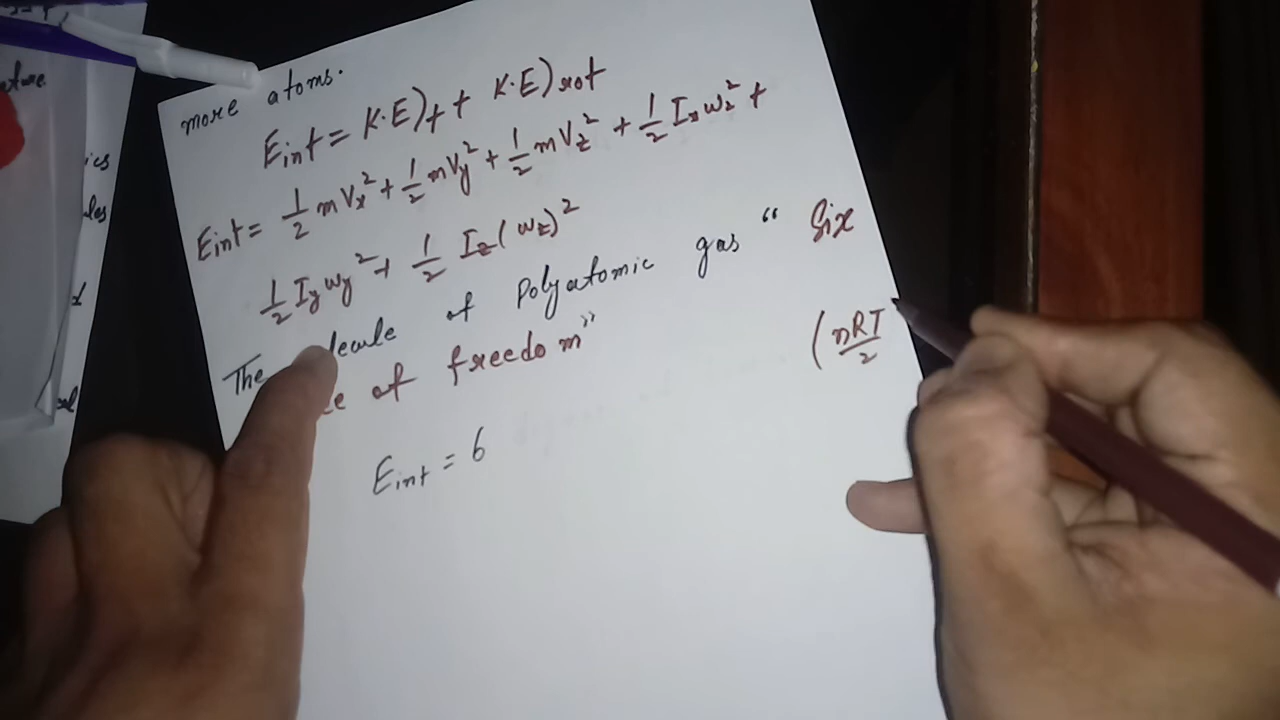 more atoms.
Eint = K.E)t + K.E)rot
Eint = 1/2 mVx² + 1/2 mVy² + 1/2 mVz² + 1/2 Ixωx² +
1/2 Iyωy² + 1/2 Iz(ωz)²
The of Polyatomic gas "Six
of freedom"
(nRT/2
Eint = 6